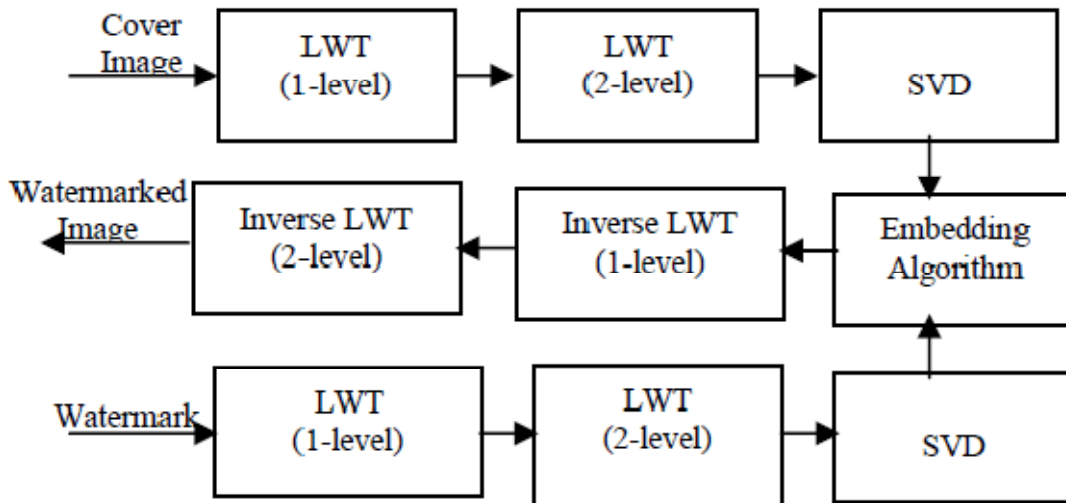 Cover
Image
LWT
(1-level)
LWT
(2-level)
SVD
Watermarked
Image
Inverse LWT
(2-level)
Inverse LWT
(1-level)
Embedding
Algorithm
Watermark
LWT
(1-level)
LWT
(2-level)
SVD